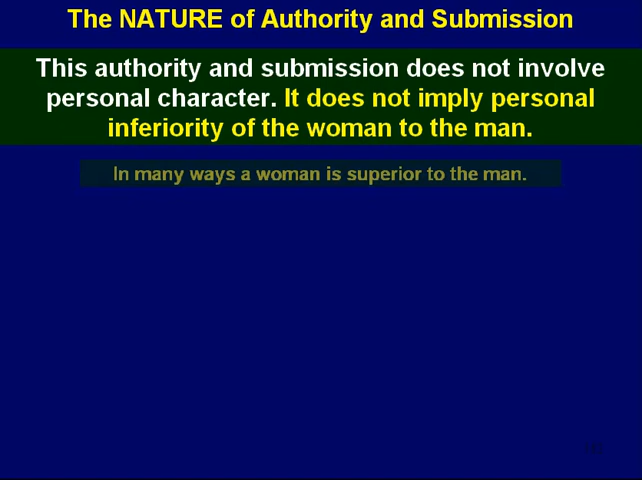 The NATURE of Authority and Submission
This authority and submission does not involve
personal character. It does not imply personal
inferiority of the woman to the man.
In many ways a woman is superior to the man.